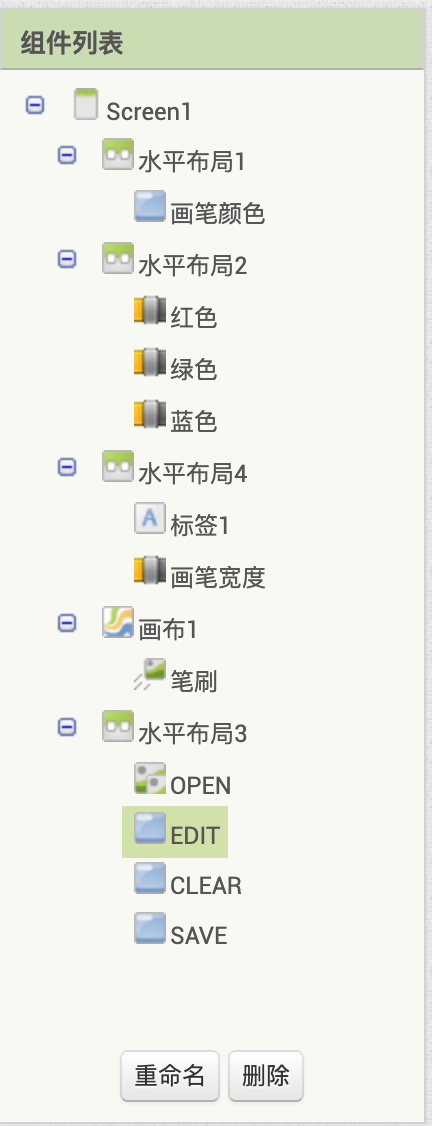 组件列表
Screen1
水平布局1
画笔颜色
水平布局2
红色
绿色
蓝色
水平布局4
A 标签1
画笔宽度
画布1
笔刷
水平布局3
OPEN
EDIT
CLEAR
SAVE
重命名 删除